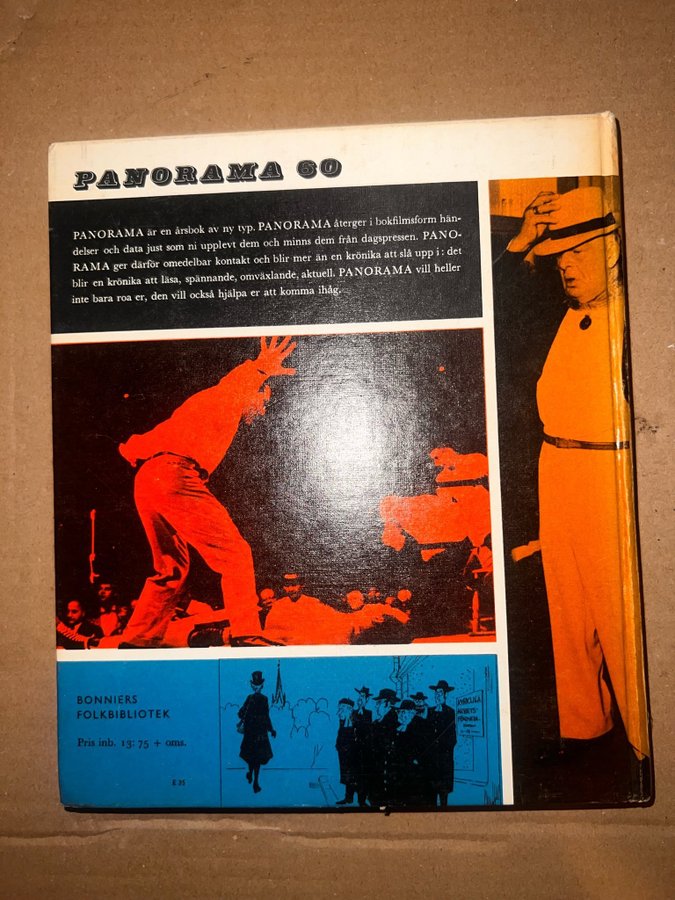 PANORAMA 60
PANORAMA är en årsbok av ny typ. PANORAMA återger i bokfilmsform hän-
delser och data just som ni upplevt dem och minns dem från dagspressen. PANO-
RAMA ger därför omedelbar kontakt och blir mer än en krönika att slå upp i: det
blir en krönika att läsa, spännande, omväxlande, aktuell. PANORAMA vill heller
inte bara roa er, den vill också hjälpa er att komma ihåg.
BONNIERS
FOLKBIBLIOTEK
Pris inb. 13: 75 + oms.
K 35
KYRKLIGA
ARBETS-